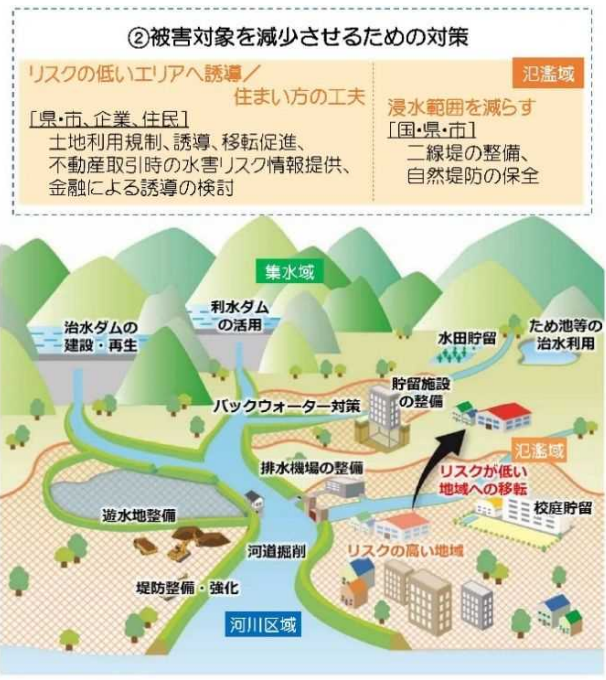 ②被害対象を減少させるための対策
リスクの低いエリアへ誘導／
住まい方の工夫
[県・市、企業、住民]
土地利用規制、誘導、移転促進、
不動産取引時の水害リスク情報提供、
金融による誘導の検討
氾濫域
浸水範囲を減らす
[国・県・市]
二線堤の整備、
自然堤防の保全
集水域
治水ダムの
建設・再生
利水ダム
の活用
水田貯留
ため池等の
治水利用
バックウォーター対策
貯留施設
の整備
氾濫域
排水機場の整備
リスクが低い
地域への移転
遊水地整備
校庭貯留
河道掘削
リスクの高い地域
堤防整備・強化
河川区域